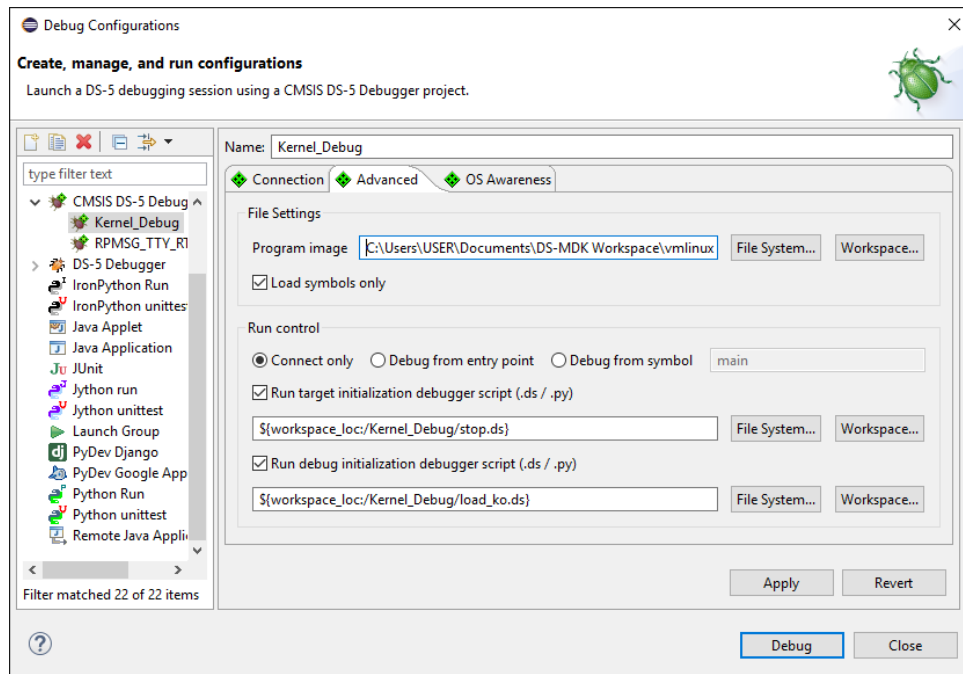 Debug Configurations
Create, manage, and run configurations
Launch a DS-5 debugging session using a CMSIS DS-5 Debugger project.
type filter text
CMSIS DS-5 Debug
Kernel_Debug
RPMSG_TTY_RT
DS-5 Debugger
IronPython Run
IronPython unittes
Java Applet
Java Application
JUnit
Jython run
Jython unittest
Launch Group
PyDev Django
PyDev Google App
Python Run
Python unittest
Remote Java Appli
Filter matched 22 of 22 items
Name: Kernel_Debug
Connection Advanced OS Awareness
File Settings
Program image C:\Users\USER\Documents\DS-MDK Workspace\vmlinux File System... Workspace...
Load symbols only
Run control
Connect only Debug from entry point Debug from symbol main
Run target initialization debugger script (.ds / .py)
${workspace_loc:/Kernel_Debug/stop.ds} File System... Workspace...
Run debug initialization debugger script (.ds / .py)
${workspace_loc:/Kernel_Debug/load_ko.ds} File System... Workspace...
Apply Revert
Debug Close